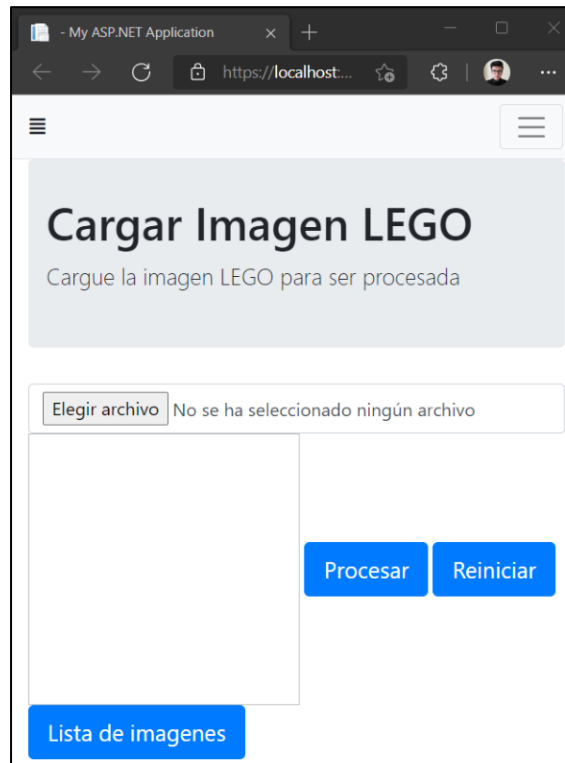 - My ASP.NET Application
https://localhost:...
Cargar Imagen LEGO
Cargue la imagen LEGO para ser procesada
Elegir archivo No se ha seleccionado ningún archivo
Procesar Reiniciar
Lista de imagenes